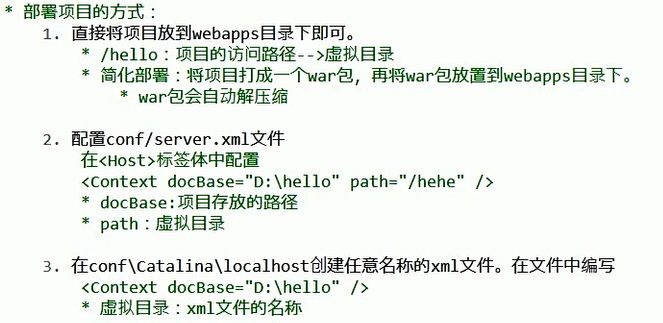 * 部署项目的方式：
1. 直接将项目放到webapps目录下即可。
* /hello：项目的访问路径-->虚拟目录
* 简化部署：将项目打成一个war包，再将war包放置到webapps目录下。
* war包会自动解压缩
2. 配置conf/server.xml文件
在<Host>标签体中配置
<Context docBase="D:\hello" path="/hehe" />
* docBase:项目存放的路径
* path：虚拟目录
3. 在conf\Catalina\localhost创建任意名称的xml文件。在文件中编写
<Context docBase="D:\hello" />
* 虚拟目录：xml文件的名称